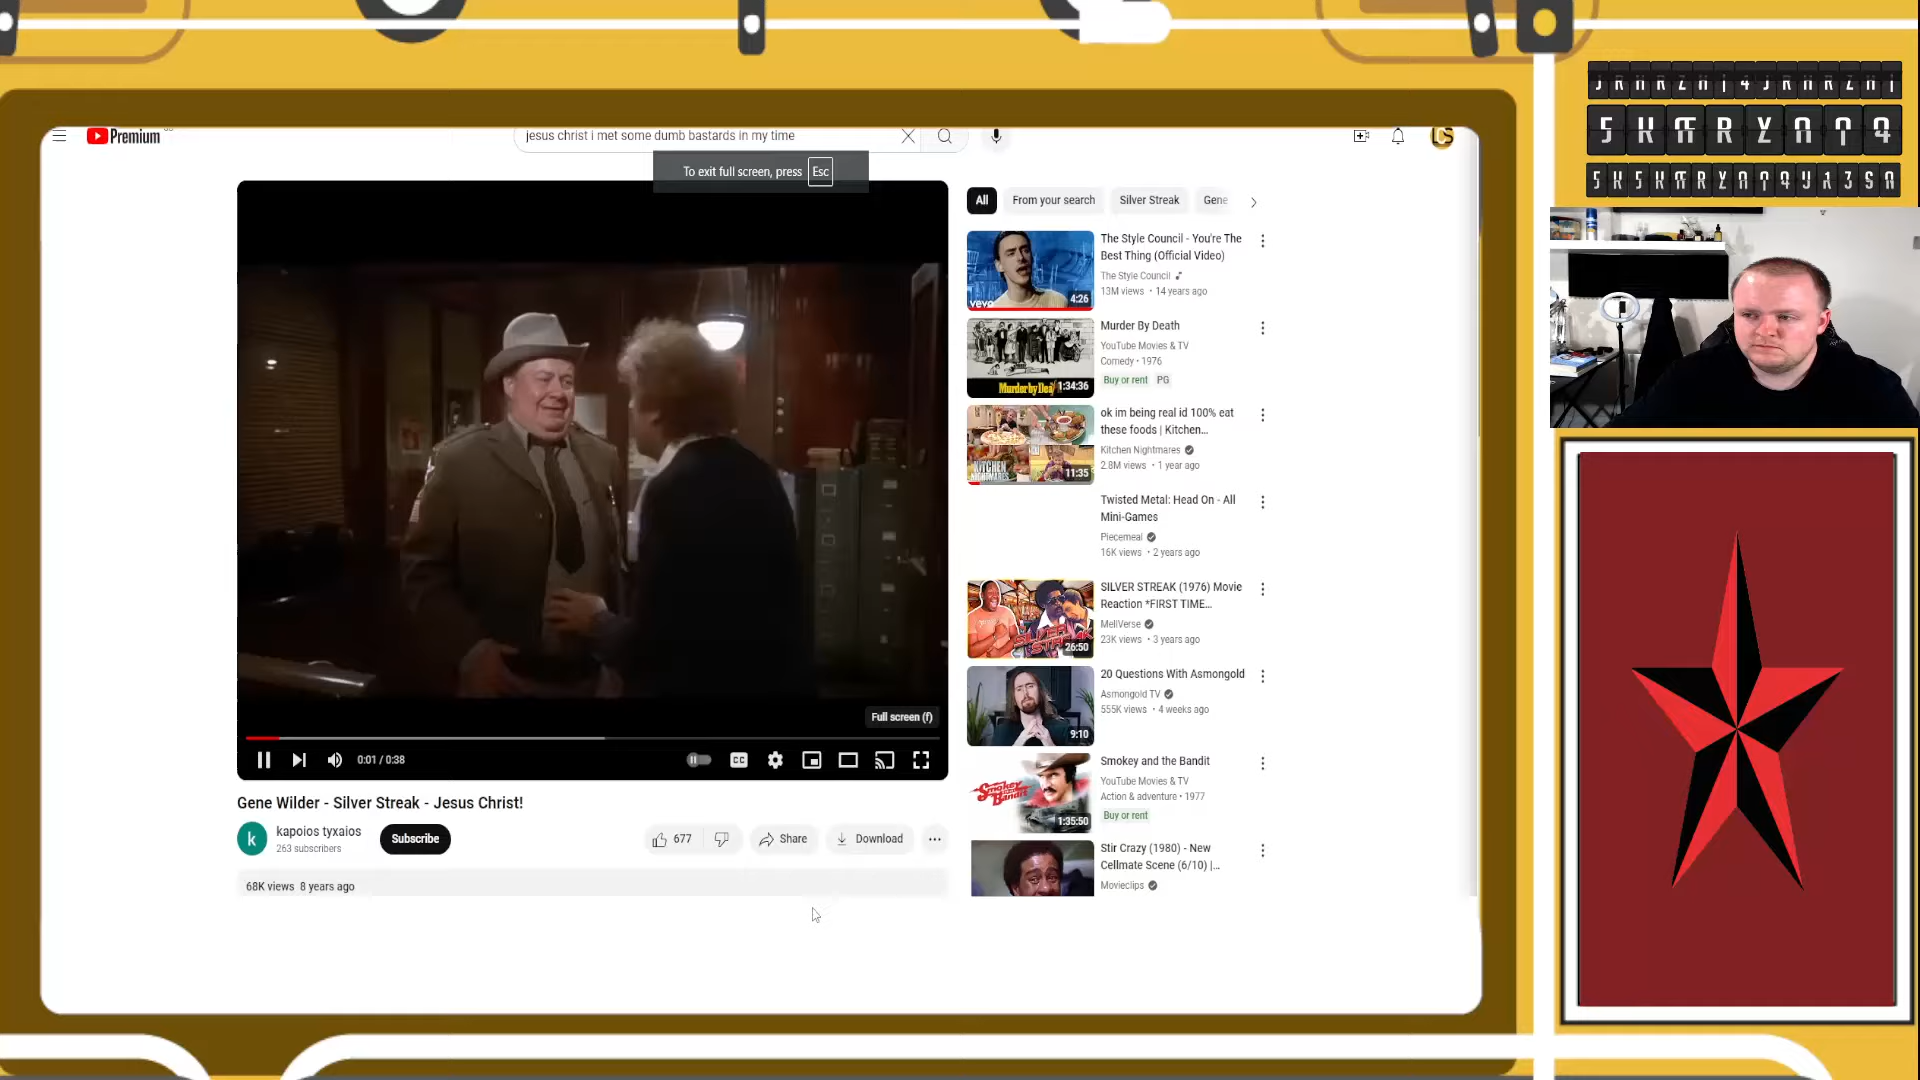 Premium
jesus christ i met some dumb bastards in my time
To exit full screen, press Esc
All
From your search
Silver Streak
Gene
The Style Council - You're The
Best Thing (Official Video)
The Style Council
13M views • 14 years ago
vevo
4:26
Murder By Death
YouTube Movies & TV
Comedy • 1976
Buy or rent PG
Murder by Death
1:34:36
ok im being real id 100% eat
these foods | Kitchen...
Kitchen Nightmares
2.8M views • 1 year ago
KITCHEN
NIGHTMARES
11:35
Twisted Metal: Head On - All
Mini-Games
Piecemeal
16K views • 2 years ago
SILVER STREAK (1976) Movie
Reaction *FIRST TIME...
MellVerse
23K views • 3 years ago
26:50
20 Questions With Asmongold
Asmongold TV
555K views • 4 weeks ago
9:10
Smokey and the Bandit
YouTube Movies & TV
Action & adventure • 1977
Buy or rent
1:35:50
Stir Crazy (1980) - New
Cellmate Scene (6/10) |...
Movieclips
Full screen (f)
0:01 / 0:38
CC
Gene Wilder - Silver Streak - Jesus Christ!
k
kapoios tyxaios
263 subscribers
Subscribe
677
Share
Download
68K views 8 years ago